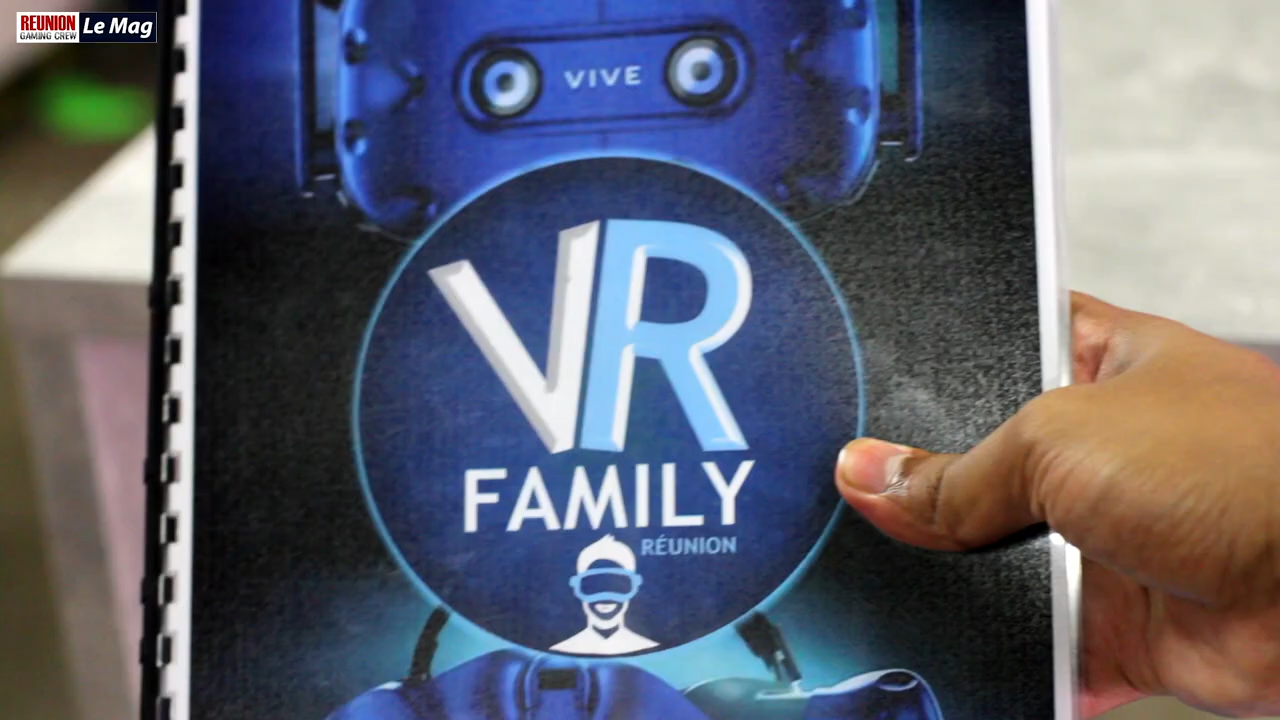 REUNION
GAMING CREW
Le Mag
VIVE
VR
FAMILY
RÉUNION